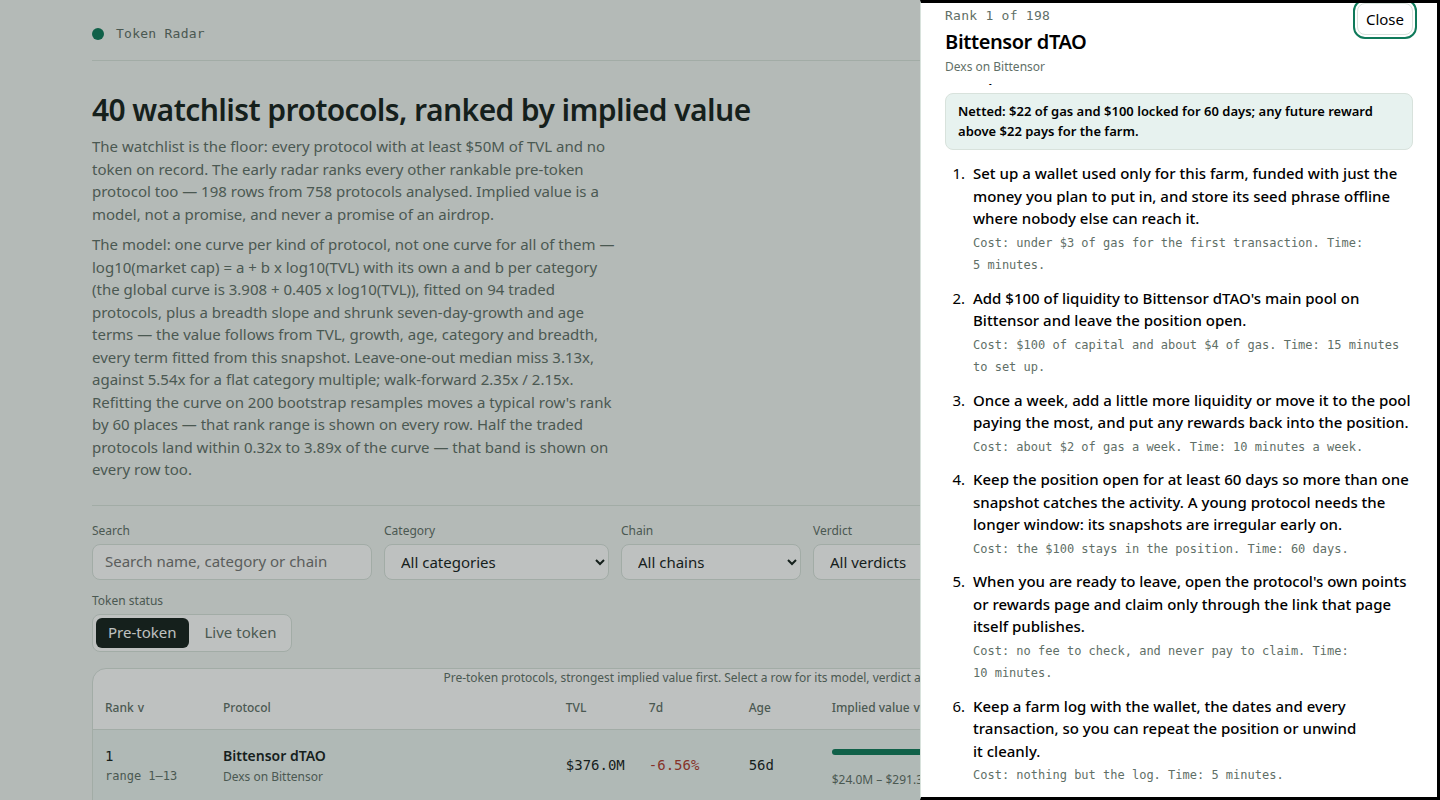 Token Radar
40 watchlist protocols, ranked by implied value
The watchlist is the floor: every protocol with at least $50M of TVL and no
token on record. The early radar ranks every other rankable pre-token
protocol too — 198 rows from 758 protocols analysed. Implied value is a
model, not a promise, and never a promise of an airdrop.
The model: one curve per kind of protocol, not one curve for all of them —
log10(market cap) = a + b x log10(TVL) with its own a and b per category
(the global curve is 3.908 + 0.405 x log10(TVL)), fitted on 94 traded
protocols, plus a breadth slope and shrunk seven-day-growth and age
terms — the value follows from TVL, growth, age, category and breadth,
every term fitted from this snapshot. Leave-one-out median miss 3.13x,
against 5.54x for a flat category multiple; walk-forward 2.35x / 2.15x.
Refitting the curve on 200 bootstrap resamples moves a typical row's rank
by 60 places — that rank range is shown on every row. Half the traded
protocols land within 0.32x to 3.89x of the curve — that band is shown on
every row too.
Search
Category
Chain
Verdict
Search name, category or chain
All categories
All chains
All verdicts
Token status
Pre-token
Live token
Pre-token protocols, strongest implied value first. Select a row for its model, verdict a
Rank v
Protocol
TVL
7d
Age
Implied value v
1
range 1–13
Bittensor dTAO
Dexs on Bittensor
$376.0M
-6.56%
56d
$24.0M – $291.3
Rank 1 of 198
Close
Bittensor dTAO
Dexs on Bittensor
Netted: $22 of gas and $100 locked for 60 days; any future reward
above $22 pays for the farm.
1. Set up a wallet used only for this farm, funded with just the
money you plan to put in, and store its seed phrase offline
where nobody else can reach it.
Cost: under $3 of gas for the first transaction. Time:
5 minutes.
2. Add $100 of liquidity to Bittensor dTAO's main pool on
Bittensor and leave the position open.
Cost: $100 of capital and about $4 of gas. Time: 15 minutes
to set up.
3. Once a week, add a little more liquidity or move it to the pool
paying the most, and put any rewards back into the position.
Cost: about $2 of gas a week. Time: 10 minutes a week.
4. Keep the position open for at least 60 days so more than one
snapshot catches the activity. A young protocol needs the
longer window: its snapshots are irregular early on.
Cost: the $100 stays in the position. Time: 60 days.
5. When you are ready to leave, open the protocol's own points
or rewards page and claim only through the link that page
itself publishes.
Cost: no fee to check, and never pay to claim. Time:
10 minutes.
6. Keep a farm log with the wallet, the dates and every
transaction, so you can repeat the position or unwind
it cleanly.
Cost: nothing but the log. Time: 5 minutes.